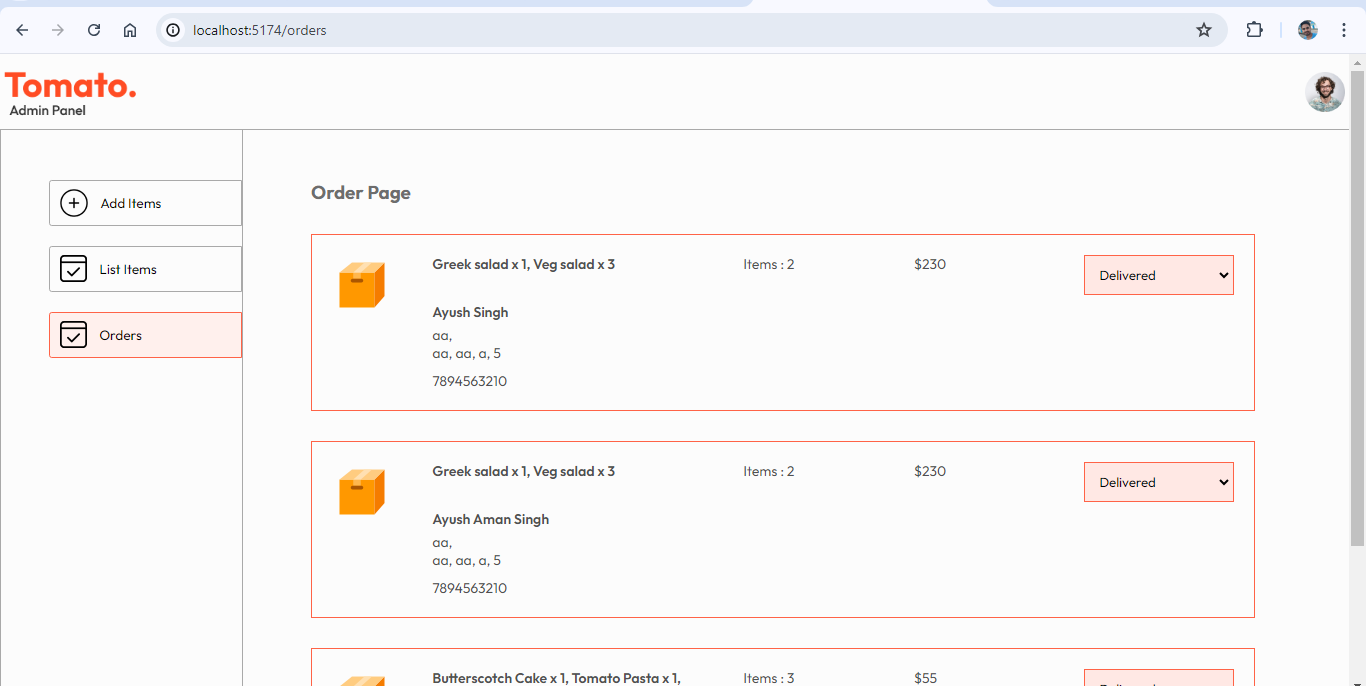 localhost:5174/orders
Tomato.
Admin Panel
Add Items
List Items
Orders
Order Page
Greek salad x 1, Veg salad x 3
Items : 2
$230
Delivered
Ayush Singh
aa,
aa, aa, a, 5
7894563210
Greek salad x 1, Veg salad x 3
Items : 2
$230
Delivered
Ayush Aman Singh
aa,
aa, aa, a, 5
7894563210
Butterscotch Cake x 1, Tomato Pasta x 1,
Items : 3
$55